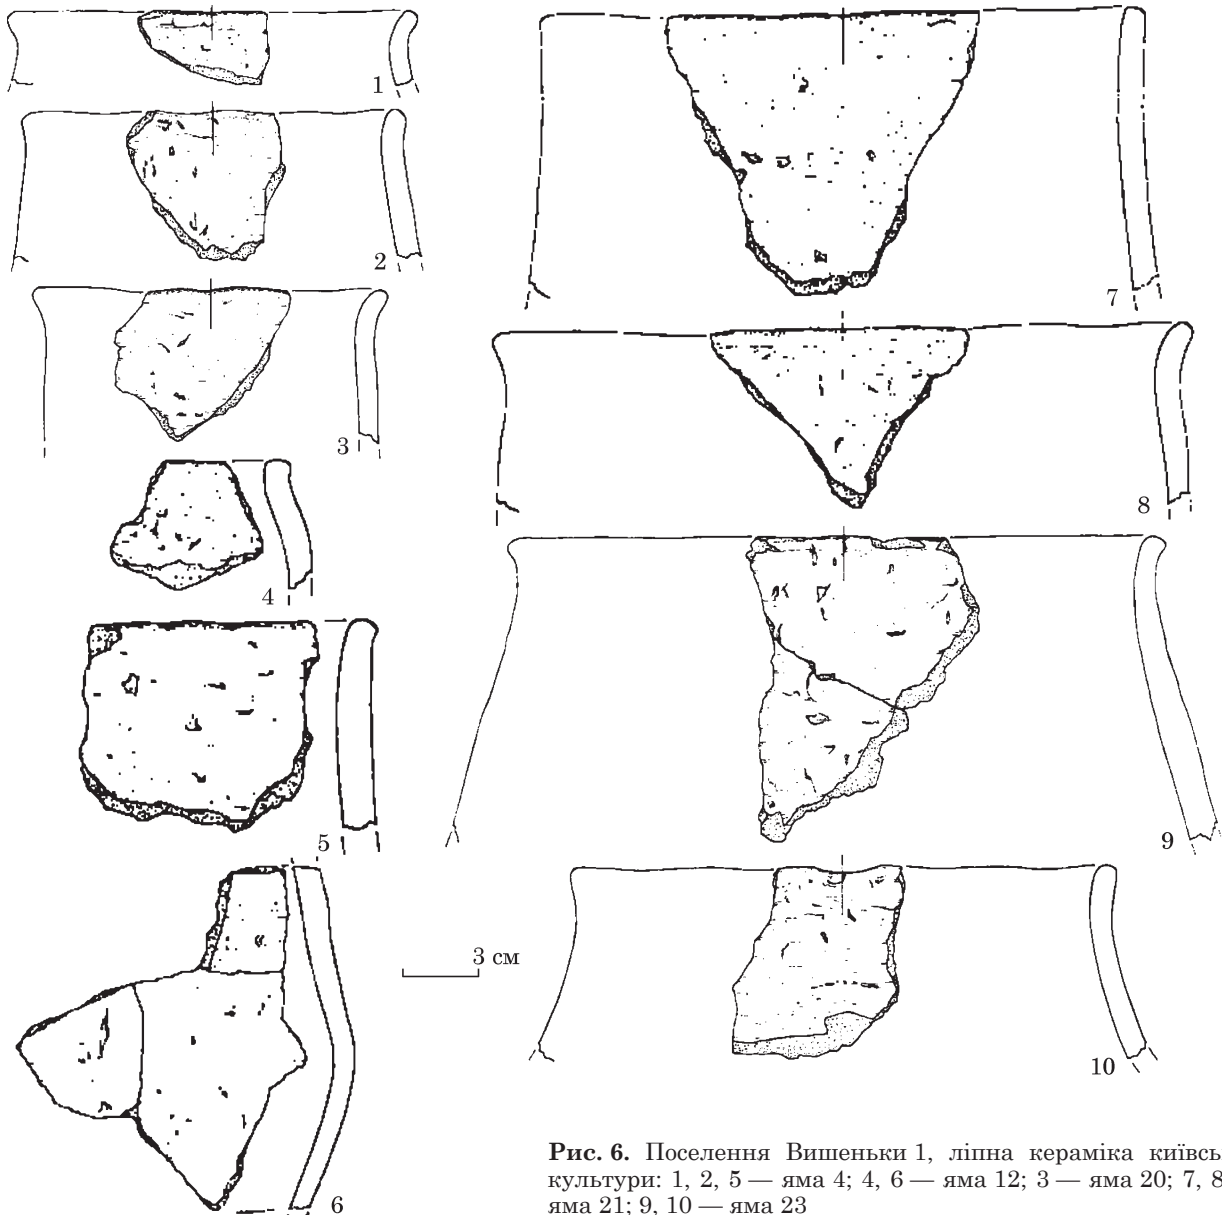 1
2
3
4
5
6
7
8
9
10
3 см
Рис. 6. Поселення Вишеньки 1, ліпна кераміка київсь
культури: 1, 2, 5 — яма 4; 4, 6 — яма 12; 3 — яма 20; 7, 8
яма 21; 9, 10 — яма 23